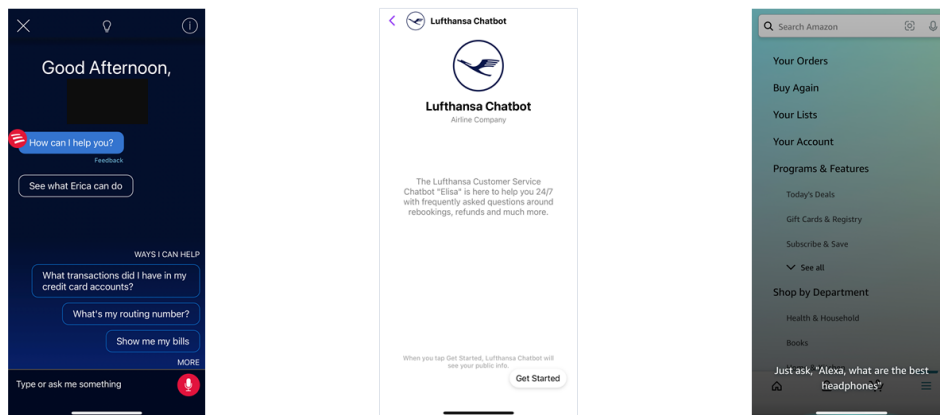 Good Afternoon,
How can I help you?
Feedback
See what Erica can do
WAYS I CAN HELP
What transactions did I have in my
credit card accounts?
What's my routing number?
Show me my bills
MORE
Type or ask me something
Lufthansa Chatbot
Lufthansa Chatbot
Airline Company
The Lufthansa Customer Service
Chatbot "Elisa" is here to help you 24/7
with frequently asked questions around
rebookings, refunds and much more.
When you tap Get Started, Lufthansa Chatbot will
see your public info.
Get Started
Search Amazon
Your Orders
Buy Again
Your Lists
Your Account
Programs & Features
Today's Deals
Gift Cards & Registry
Subscribe & Save
See all
Shop by Department
Health & Household
Books
Just ask, "Alexa, what are the best
headphones"